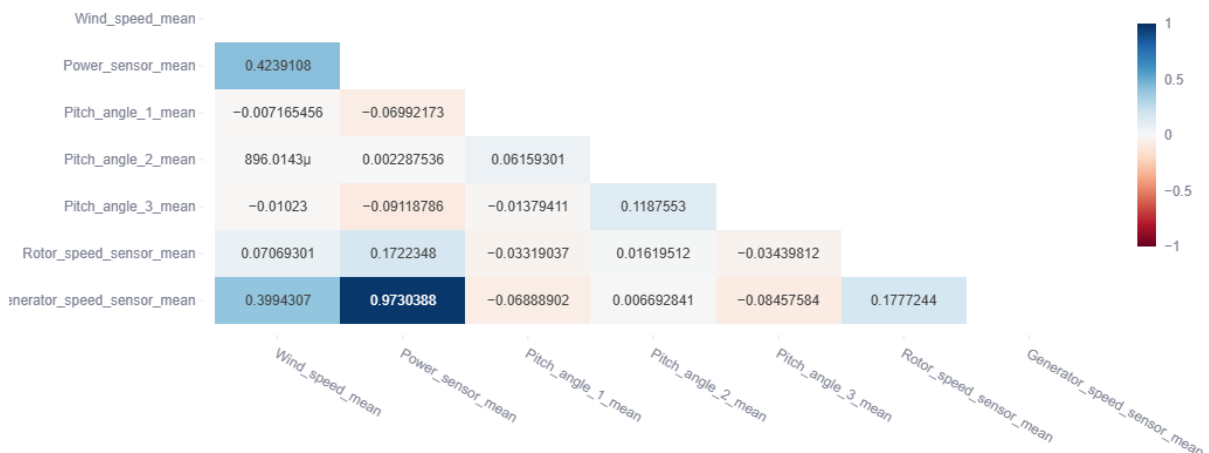 Wind_speed_mean
Power_sensor_mean 0.4239108
Pitch_angle_1_mean −0.007165456 −0.06992173
Pitch_angle_2_mean 896.0143μ 0.002287536 0.06159301
Pitch_angle_3_mean −0.01023 −0.09118786 −0.01379411 0.1187553
Rotor_speed_sensor_mean 0.07069301 0.1722348 −0.03319037 0.01619512 −0.03439812
enerator_speed_sensor_mean 0.3994307 0.9730388 −0.06888902 0.006692841 −0.08457584 0.1777244
Wind_speed_mean
Power_sensor_mean
Pitch_angle_1_mean
Pitch_angle_2_mean
Pitch_angle_3_mean
Rotor_speed_sensor_mean
Generator_speed_sensor_mean
1
0.5
0
−0.5
−1